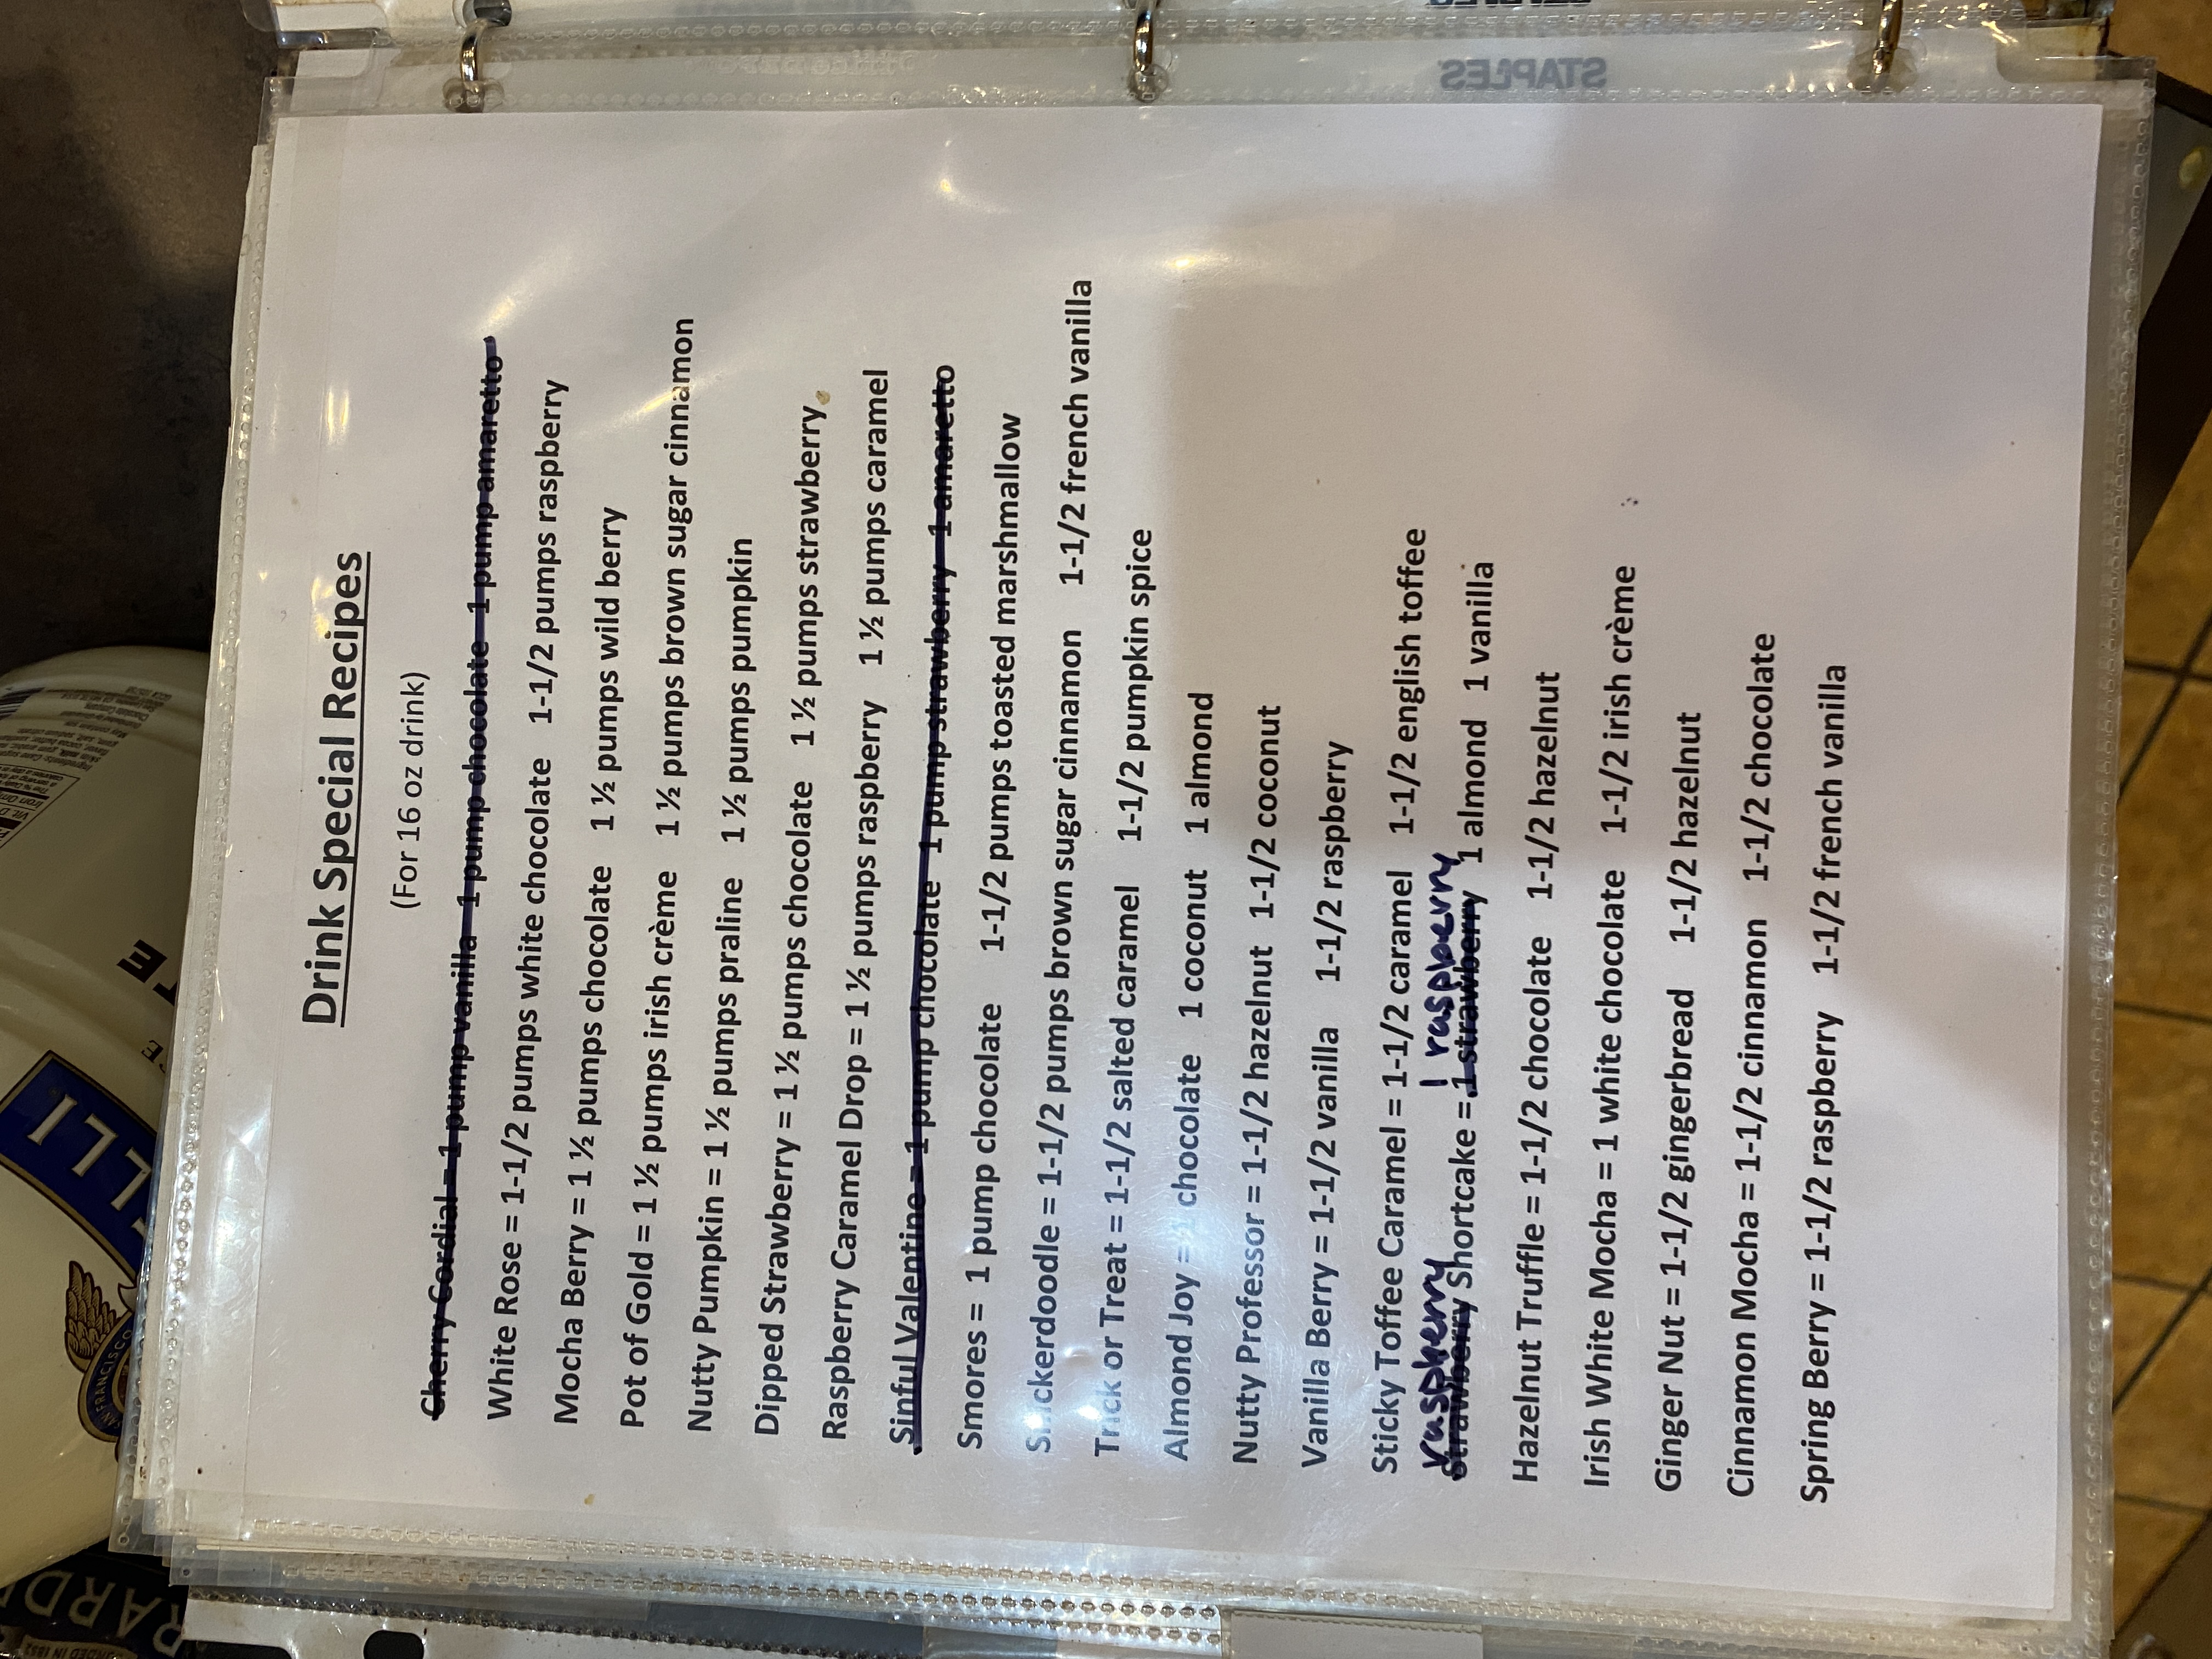 Drink Special Recipes
(For 16 oz drink)
Cherry Cordial = 1 pump vanilla 1 pump chocolate 1 pump amaretto
White Rose = 1-1/2 pumps white chocolate 1-1/2 pumps raspberry
Mocha Berry = 1 ½ pumps chocolate 1 ½ pumps wild berry
Pot of Gold = 1 ½ pumps irish crème 1 ½ pumps brown sugar cinnamon
Nutty Pumpkin = 1 ½ pumps praline 1 ½ pumps pumpkin
Dipped Strawberry = 1 ½ pumps chocolate 1 ½ pumps strawberry
Raspberry Caramel Drop = 1 ½ pumps raspberry 1 ½ pumps caramel
Sinful Valentine = 1 pump chocolate 1 pump strawberry 1 amaretto
Smores = 1 pump chocolate 1-1/2 pumps toasted marshmallow
Snickerdoodle = 1-1/2 pumps brown sugar cinnamon 1-1/2 french vanilla
Trick or Treat = 1-1/2 salted caramel 1-1/2 pumpkin spice
Almond Joy = 1 chocolate 1 coconut 1 almond
Nutty Professor = 1-1/2 hazelnut 1-1/2 coconut
Vanilla Berry = 1-1/2 vanilla 1-1/2 raspberry
Sticky Toffee Caramel = 1-1/2 caramel 1-1/2 english toffee
raspberry 1 raspberry
Strawberry Shortcake = 1 strawberry 1 almond 1 vanilla
Hazelnut Truffle = 1-1/2 chocolate 1-1/2 hazelnut
Irish White Mocha = 1 white chocolate 1-1/2 irish crème
Ginger Nut = 1-1/2 gingerbread 1-1/2 hazelnut
Cinnamon Mocha = 1-1/2 cinnamon 1-1/2 chocolate
Spring Berry = 1-1/2 raspberry 1-1/2 french vanilla
STAPLES